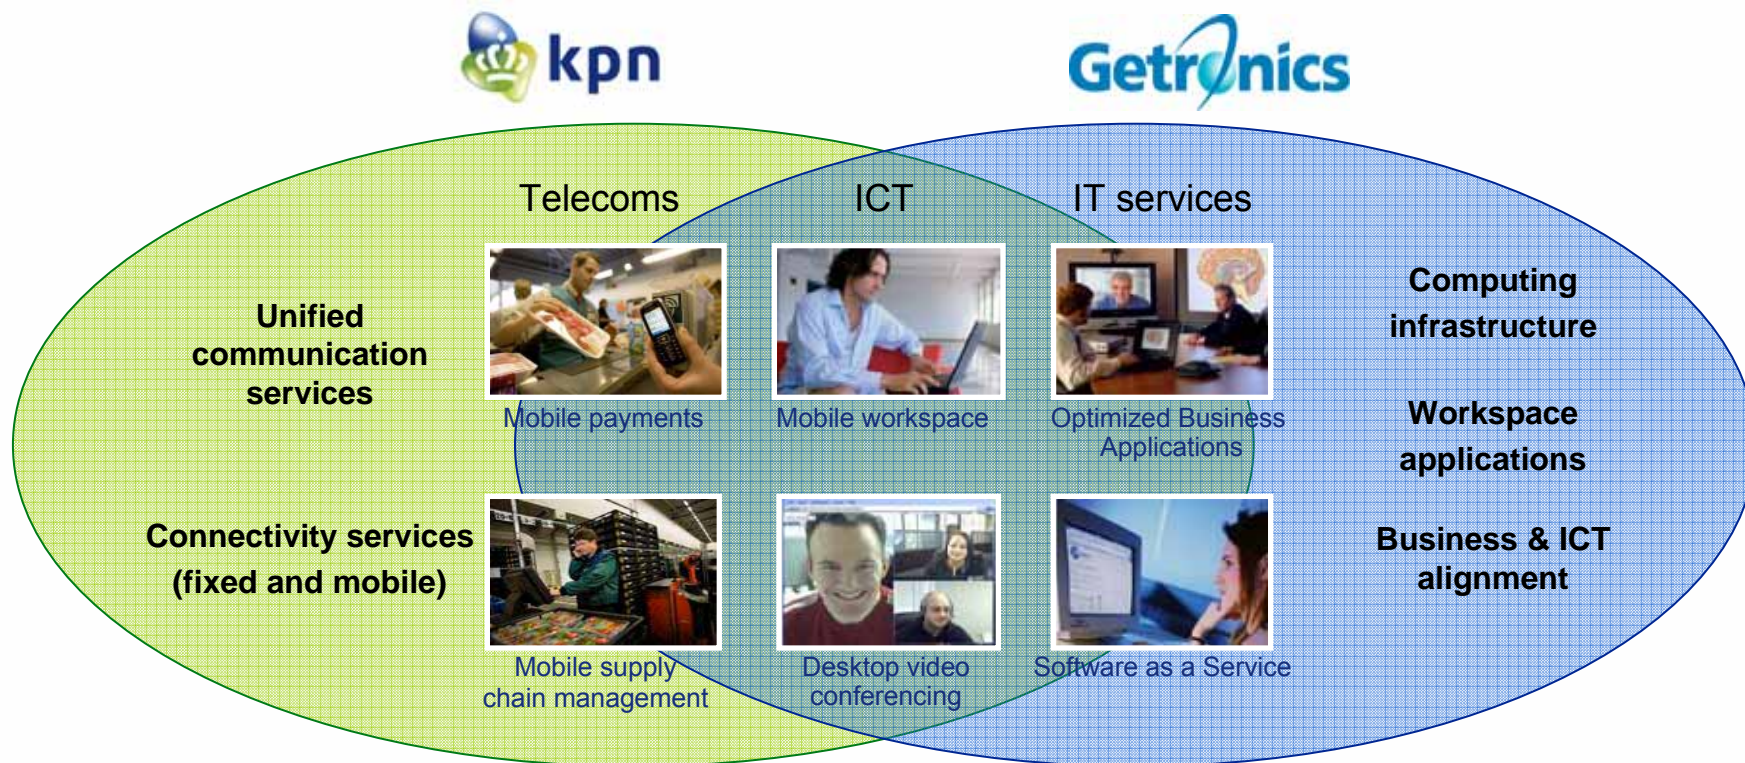 kpn
Getronics
Telecoms
ICT
IT services
Unified
communication
services
Connectivity services
(fixed and mobile)
Mobile payments
Mobile workspace
Optimized Business
Applications
Mobile supply
chain management
Desktop video
conferencing
Software as a Service
Computing
infrastructure
Workspace
applications
Business & ICT
alignment